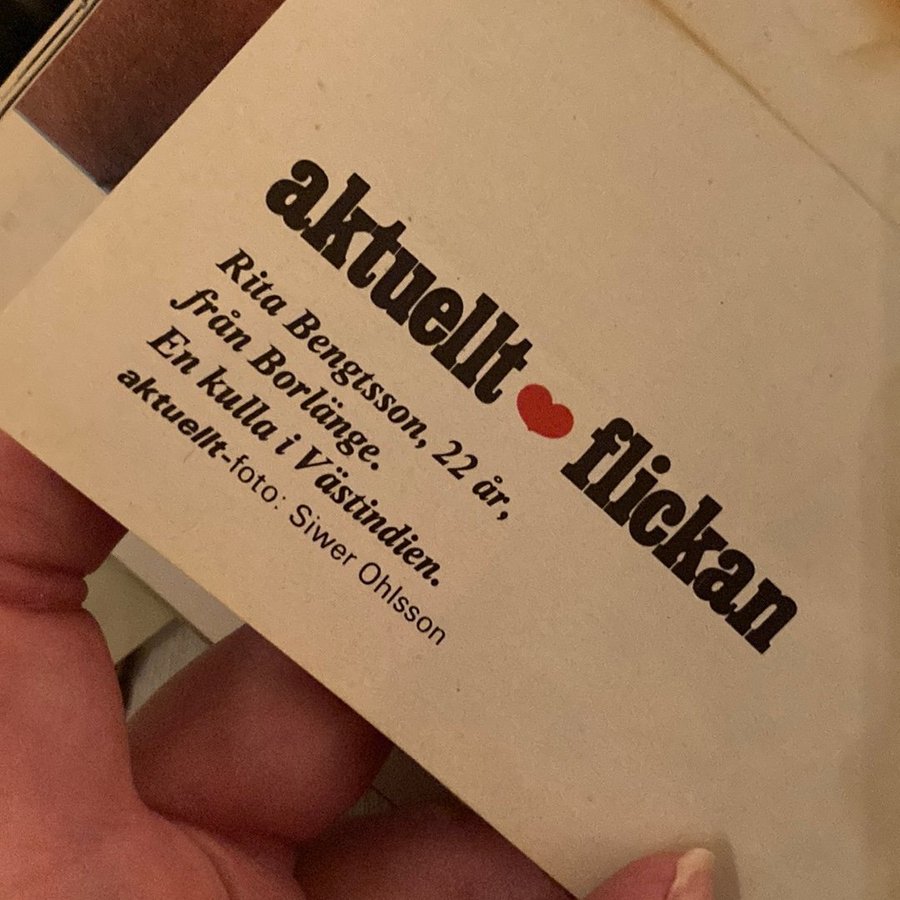 aktuellt ❤ flickan
Rita Bengtsson, 22 år,
från Borlänge.
En kulla i Västindien.
aktuellt-foto: Siwer Ohlsson